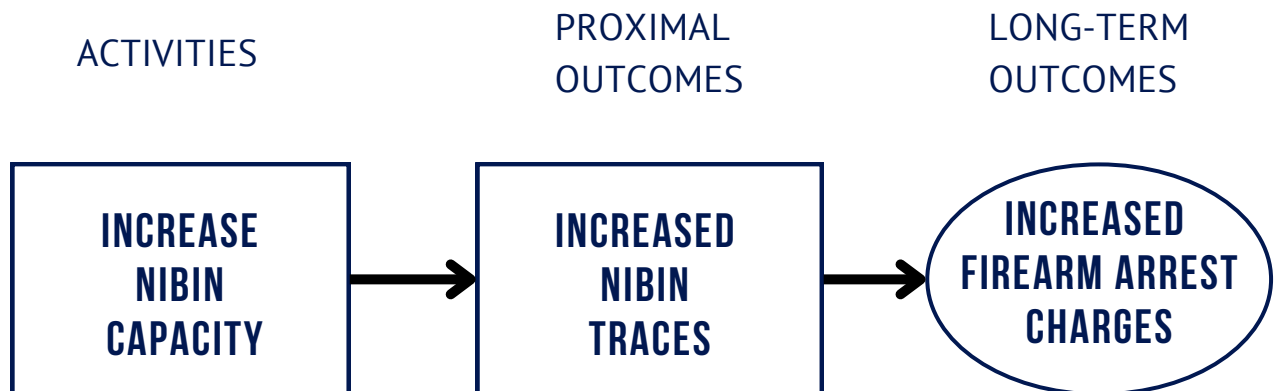 ACTIVITIES
PROXIMAL
OUTCOMES
LONG-TERM
OUTCOMES
INCREASE
NIBIN
CAPACITY
INCREASED
NIBIN
TRACES
INCREASED
FIREARM ARREST
CHARGES